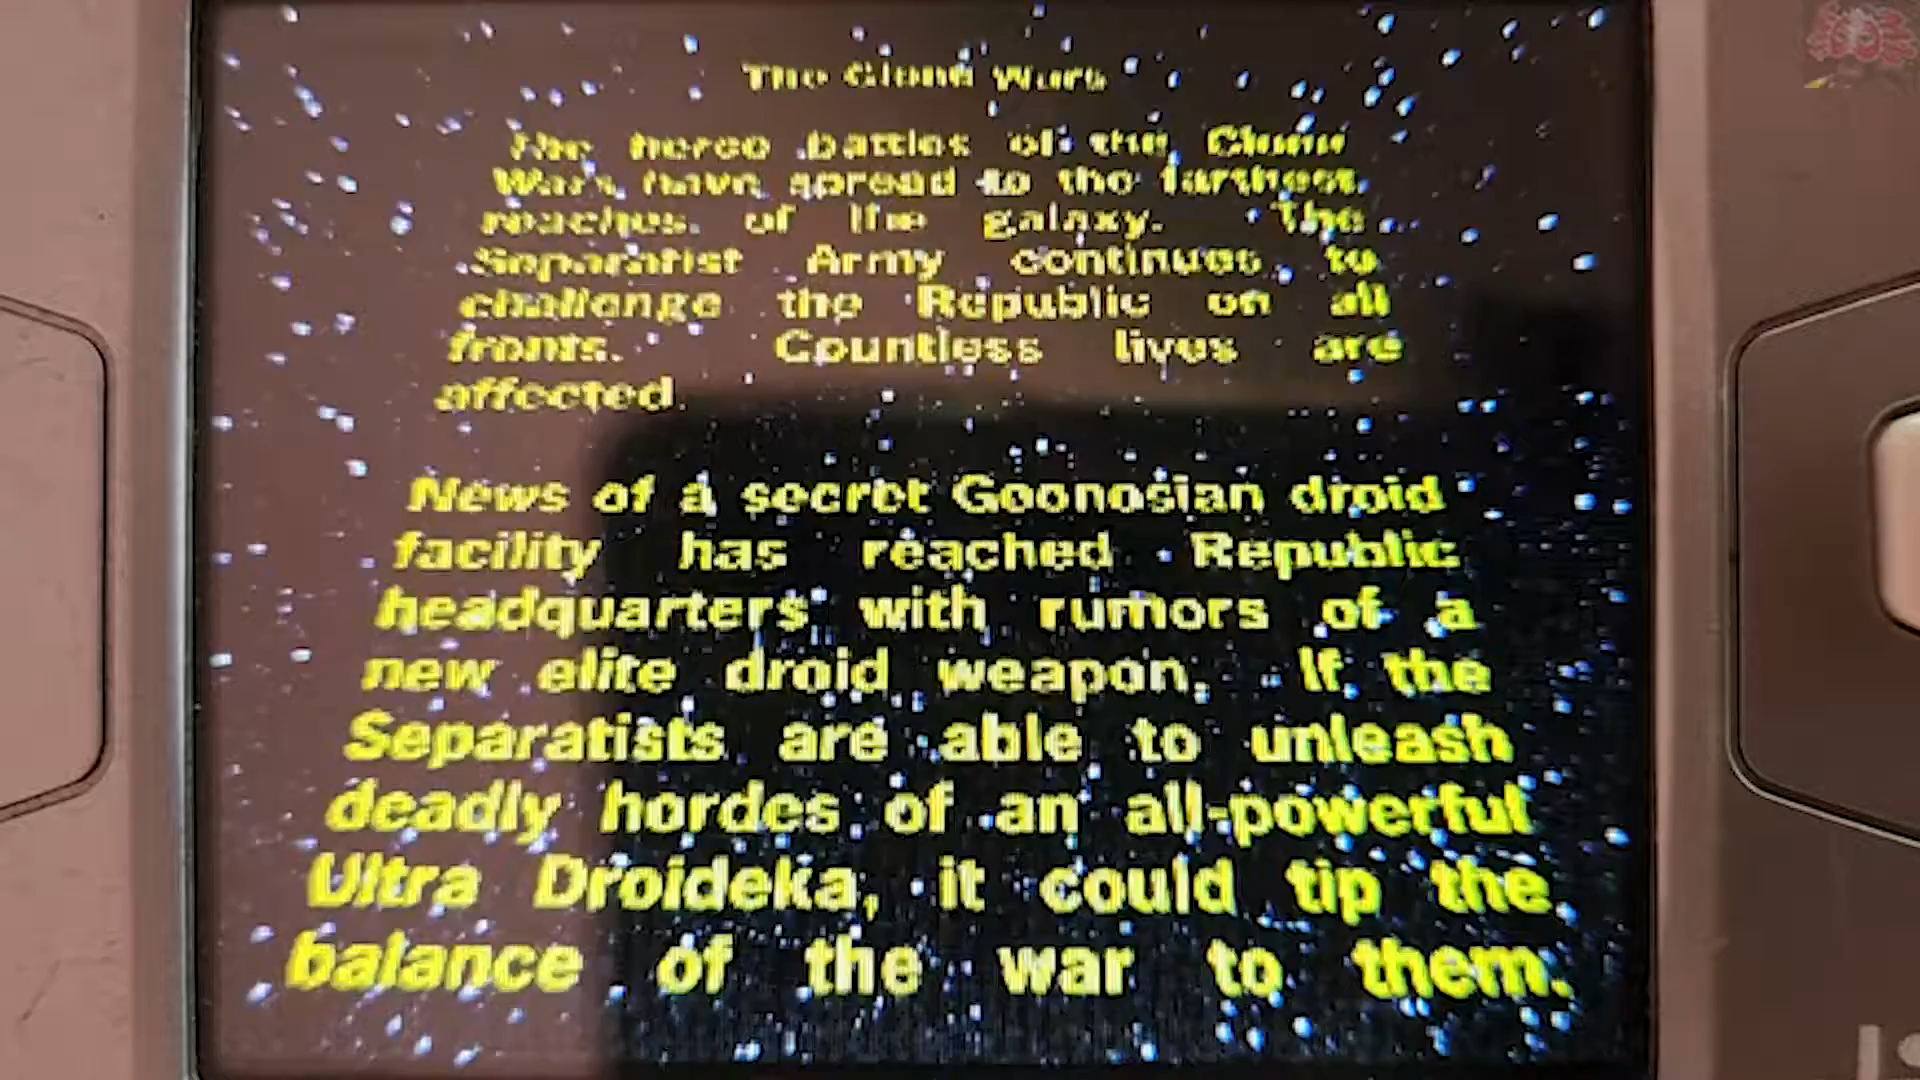 The Clone Wars
The fierce battles of the Clone
Wars have spread to the farthest
reaches of the galaxy. The
Separatist Army continues to
challenge the Republic on all
fronts. Countless lives are
affected.
News of a secret Geonosian droid
facility has reached Republic
headquarters with rumors of a
new elite droid weapon. If the
Separatists are able to unleash
deadly hordes of an all-powerful
Ultra Droideka, it could tip the
balance of the war to them.